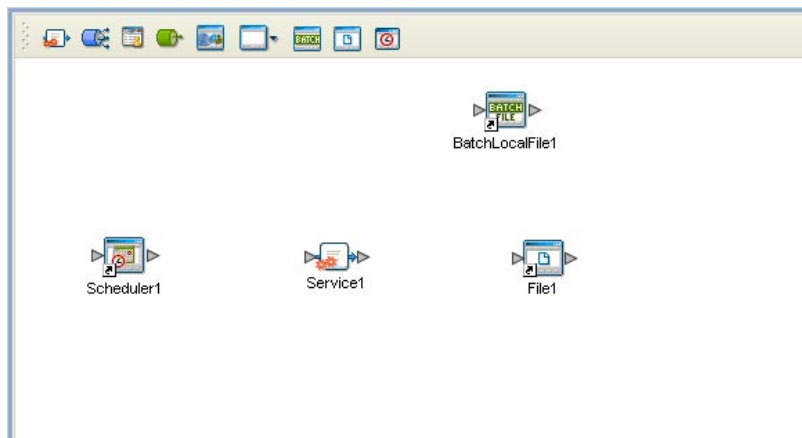 BATCH
BATCH
FILE
BatchLocalFile1
Scheduler1
Service1
File1